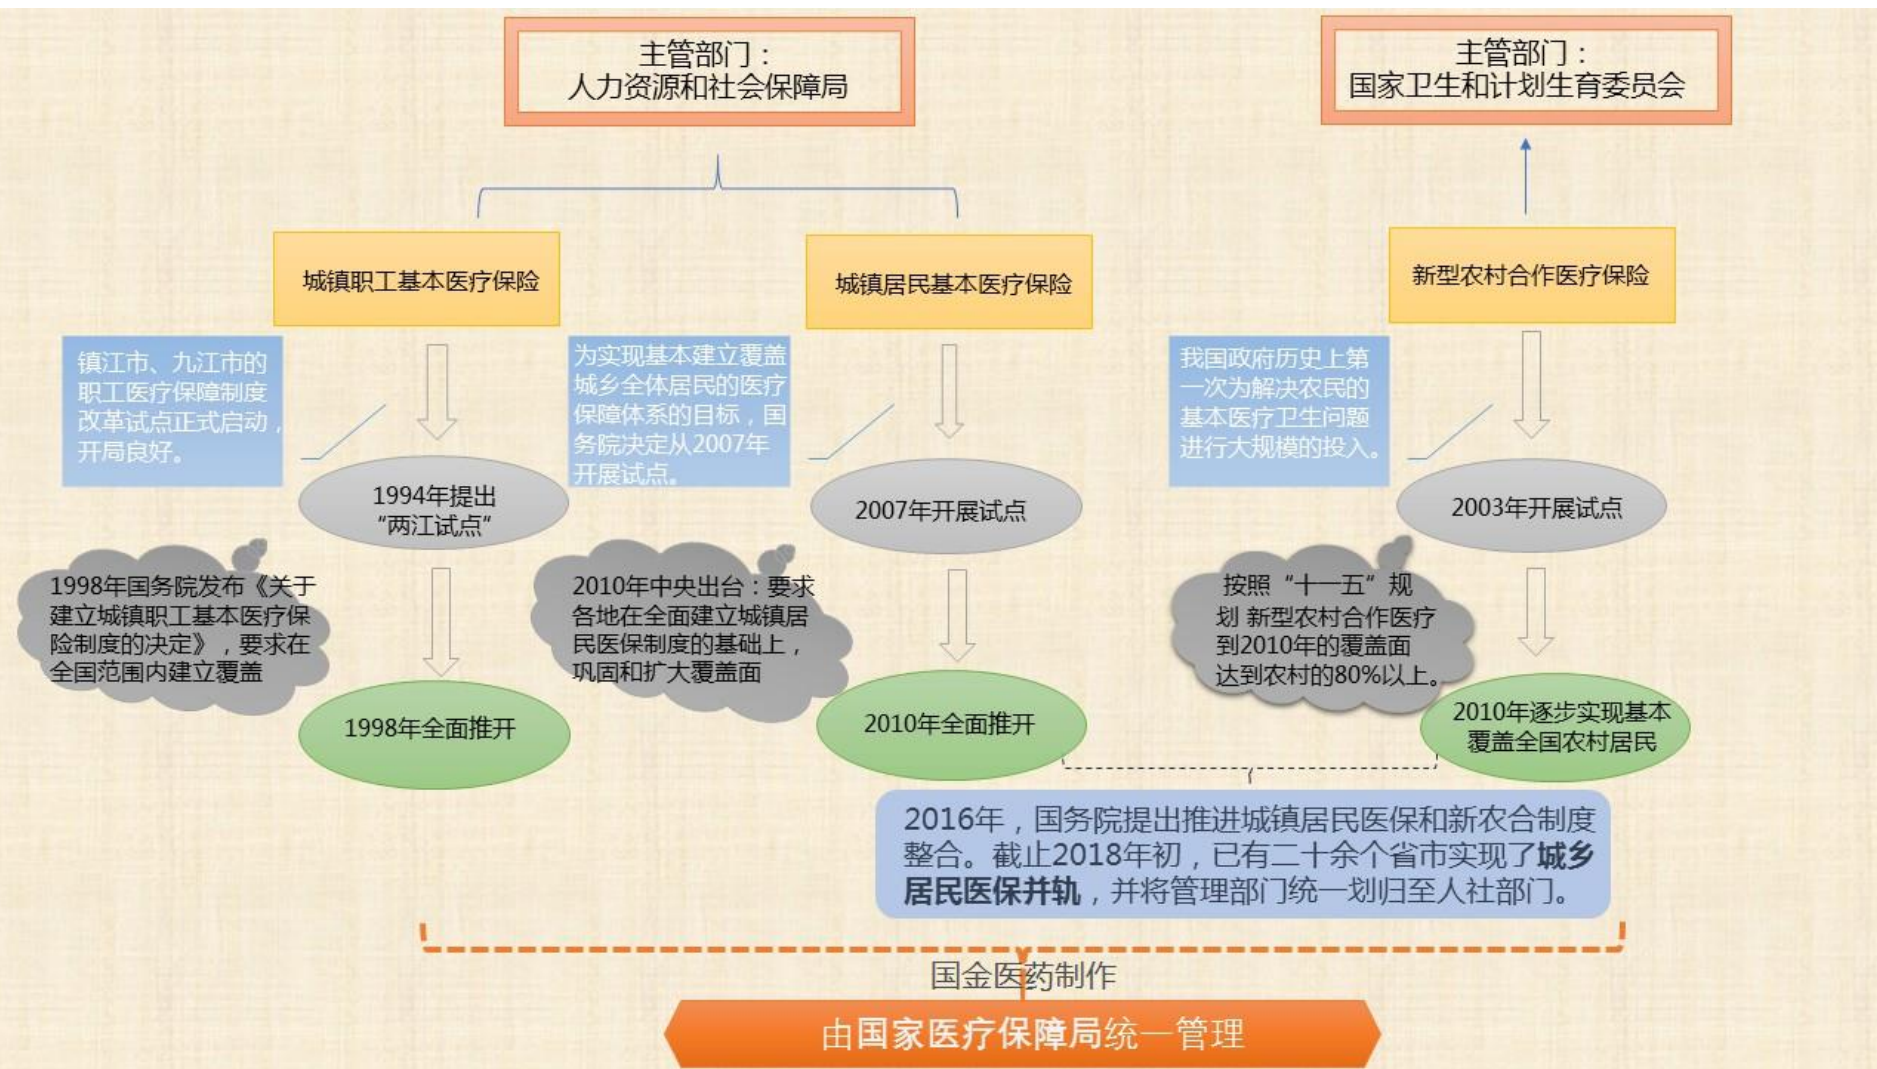 主管部门：
人力资源和社会保障局
主管部门：
国家卫生和计划生育委员会
城镇职工基本医疗保险
城镇居民基本医疗保险
新型农村合作医疗保险
镇江市、九江市的
职工医疗保障制度
改革试点正式启动，
开局良好。
为实现基本建立覆盖
城乡全体居民的医疗
保障体系的目标，国
务院决定从2007年
开展试点。
我国政府历史上第
一次为解决农民的
基本医疗卫生问题
进行大规模的投入。
1994年提出
“两江试点”
2007年开展试点
2003年开展试点
1998年国务院发布《关于
建立城镇职工基本医疗保
险制度的决定》，要求在
全国范围内建立覆盖
2010年中央出台：要求
各地在全面建立城镇居
民医保制度的基础上，
巩固和扩大覆盖面
按照“十一五”规
划 新型农村合作医疗
到2010年的覆盖面
达到农村的80%以上。
1998年全面推开
2010年全面推开
2010年逐步实现基本
覆盖全国农村居民
2016年，国务院提出推进城镇居民医保和新农合制度
整合。截止2018年初，已有二十余个省市实现了城乡
居民医保并轨，并将管理部门统一划归至人社部门。
国金医药制作
由国家医疗保障局统一管理